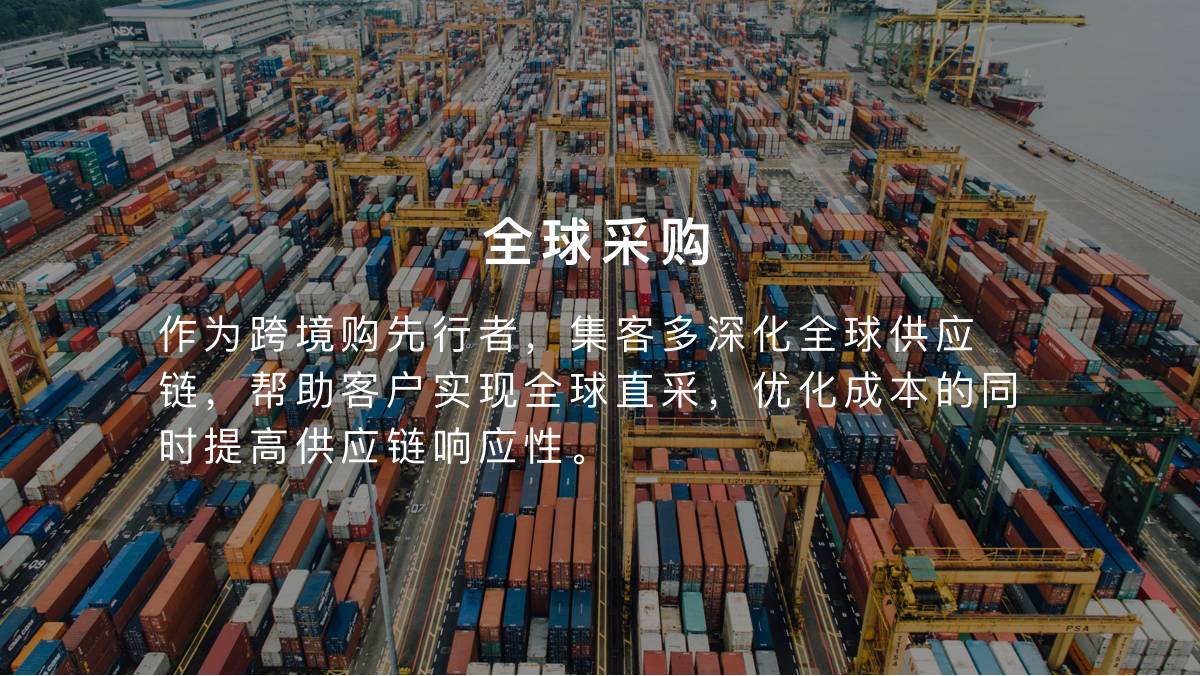 NEX
全球采购
作为跨境购先行者，集客多深化全球供应
链，帮助客户实现全球直采，优化成本的同
时提高供应链响应性。
PSA